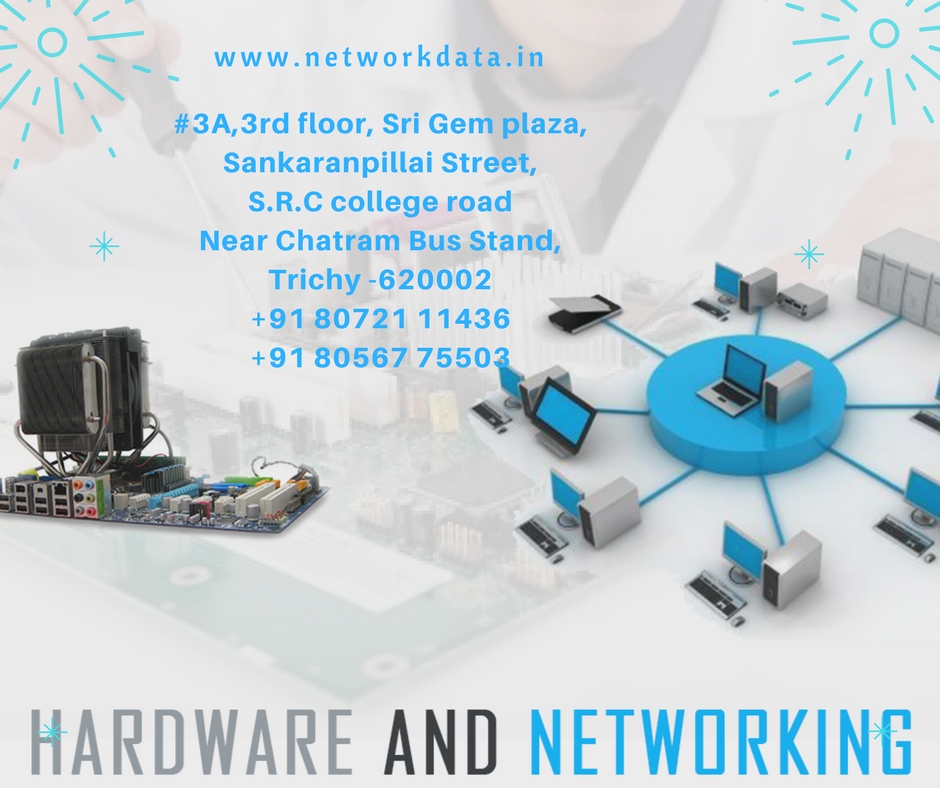 www.networkdata.in
#3A,3rd floor, Sri Gem plaza,
Sankaranpillai Street,
S.R.C college road
Near Chatram Bus Stand,
Trichy -620002
+91 80721 11436
+91 80567 75503
HARDWARE AND NETWORKING